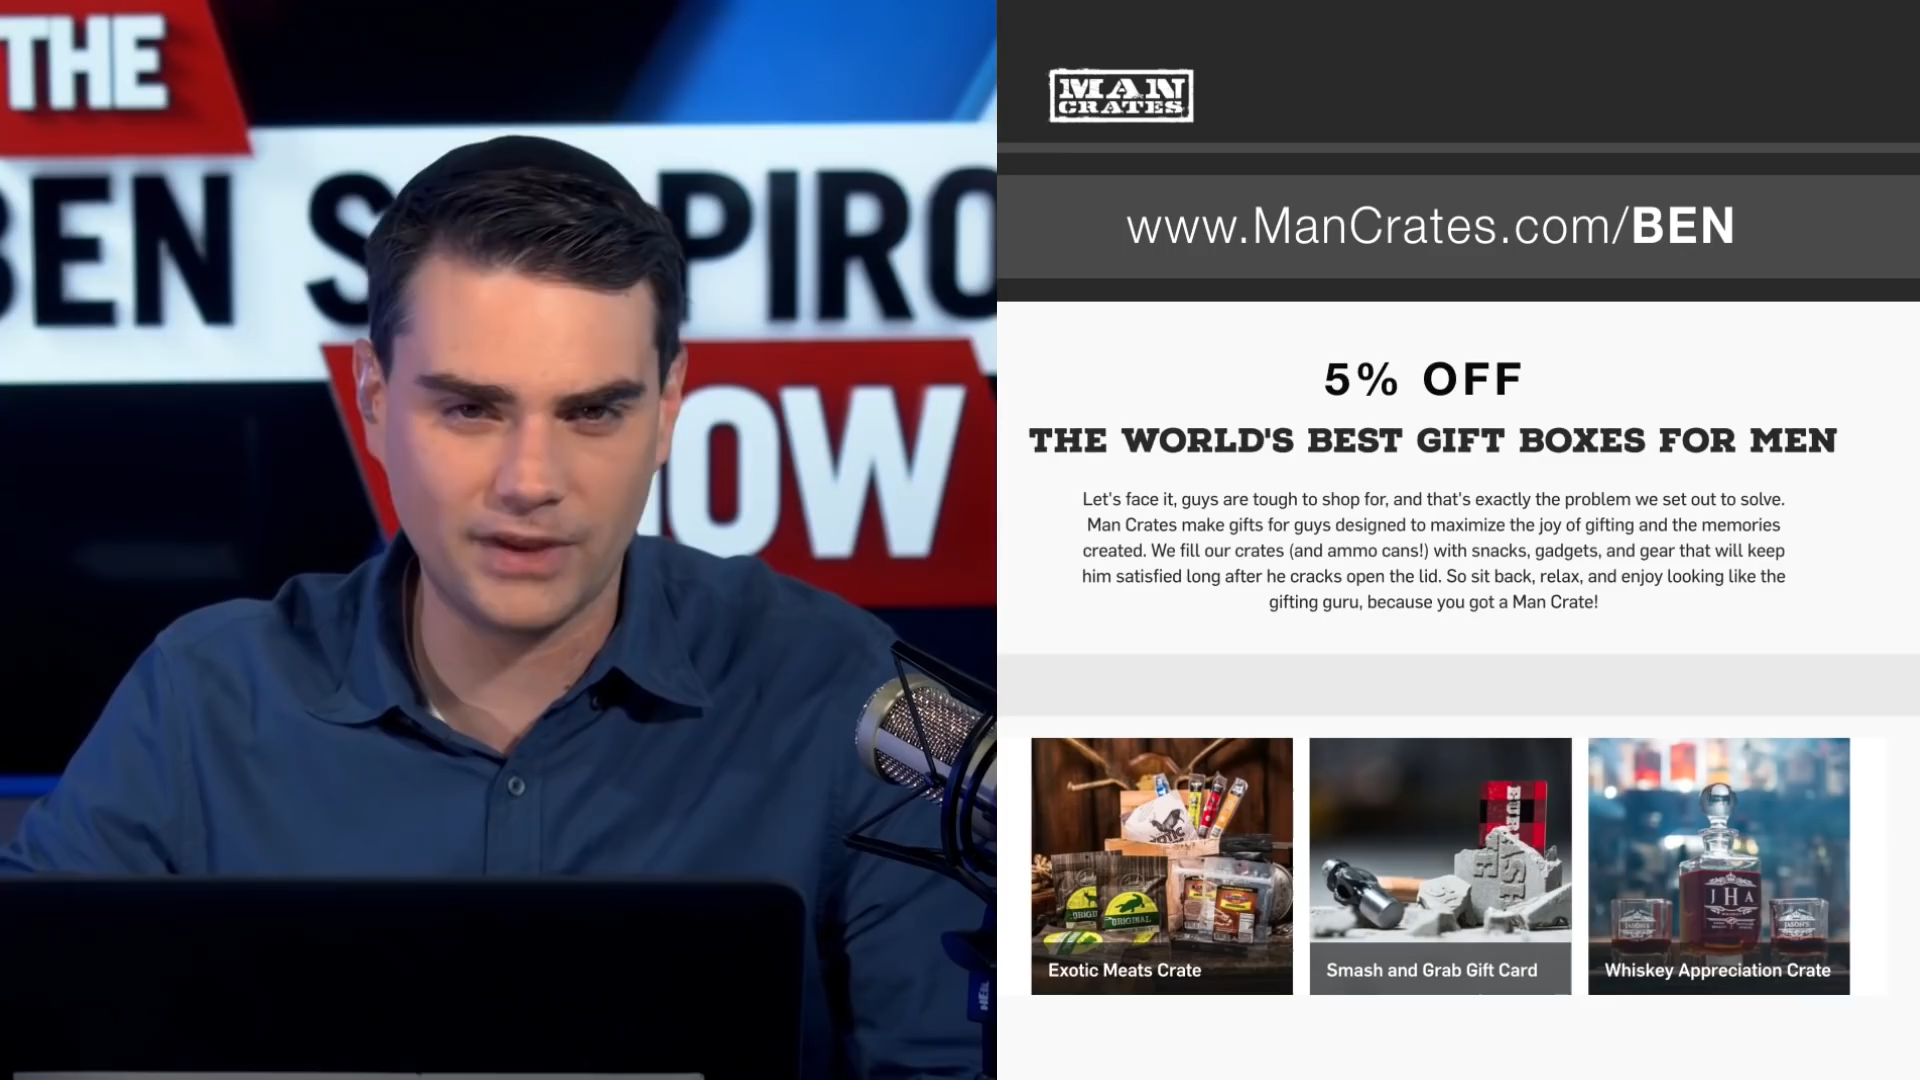 THE
BEN S PIRO
OW
MAN
CRATES
www.ManCrates.com/BEN
5% OFF
THE WORLD'S BEST GIFT BOXES FOR MEN
Let's face it, guys are tough to shop for, and that's exactly the problem we set out to solve.
Man Crates make gifts for guys designed to maximize the joy of gifting and the memories
created. We fill our crates (and ammo cans!) with snacks, gadgets, and gear that will keep
him satisfied long after he cracks open the lid. So sit back, relax, and enjoy looking like the
gifting guru, because you got a Man Crate!
ORIGINAL
Exotic Meats Crate
Smash and Grab Gift Card
JHA
Whiskey Appreciation Crate